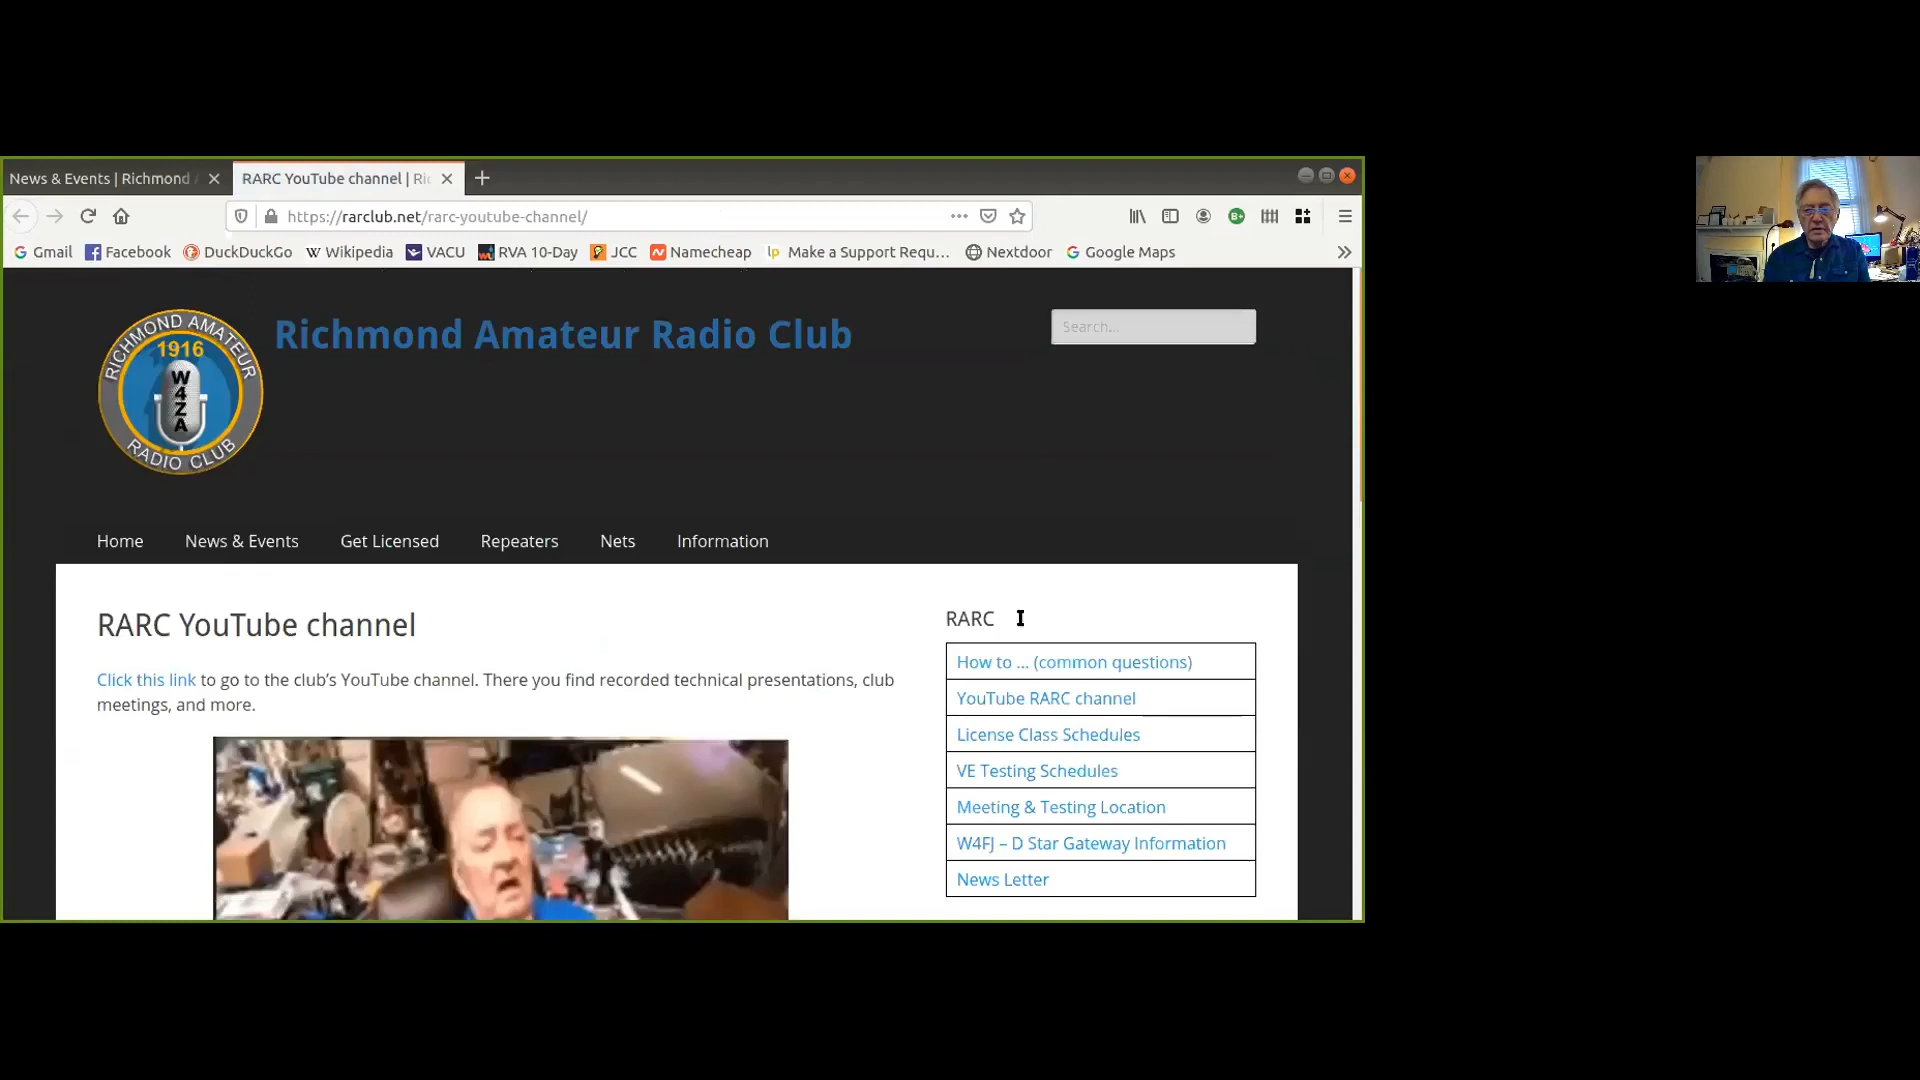 News & Events | Richmond
RARC YouTube channel | Ri
https://rarclub.net/rarc-youtube-channel/
Gmail
Facebook
DuckDuckGo
W Wikipedia
VACU
RVA 10-Day
JCC
Namecheap
lp Make a Support Requ...
Nextdoor
Google Maps
RICHMOND AMATEUR
1916
W4ZA
RADIO CLUB
Richmond Amateur Radio Club
Search...
Home
News & Events
Get Licensed
Repeaters
Nets
Information
RARC YouTube channel
Click this link to go to the club’s YouTube channel. There you find recorded technical presentations, club
meetings, and more.
RARC
How to ... (common questions)
YouTube RARC channel
License Class Schedules
VE Testing Schedules
Meeting & Testing Location
W4FJ – D Star Gateway Information
News Letter